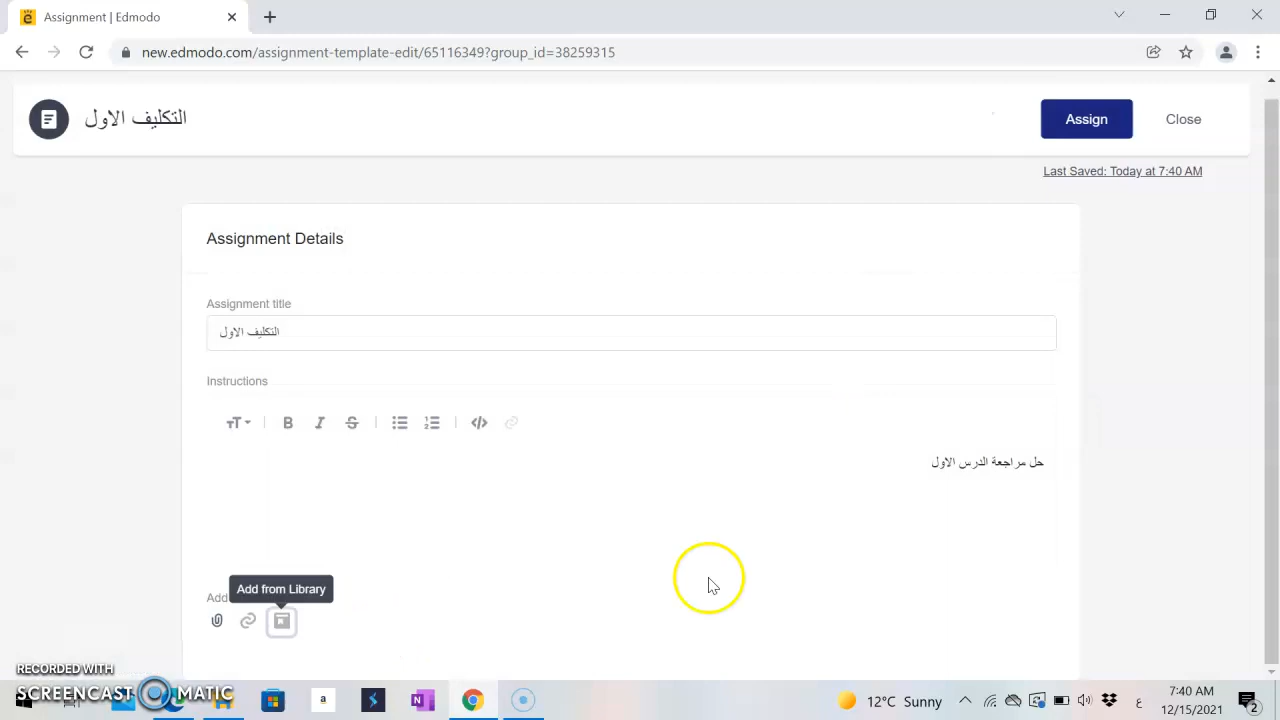 Assignment | Edmodo
new.edmodo.com/assignment-template-edit/65116349?group_id=38259315
التكليف الاول
Assign
Close
Last Saved: Today at 7:40 AM
Assignment Details
Assignment title
التكليف الاول
Instructions
حل مراجعة الدرس الاول
Add from Library
Add
RECORDED WITH
SCREENCAST MATIC
12°C Sunny
ع
7:40 AM
12/15/2021
2